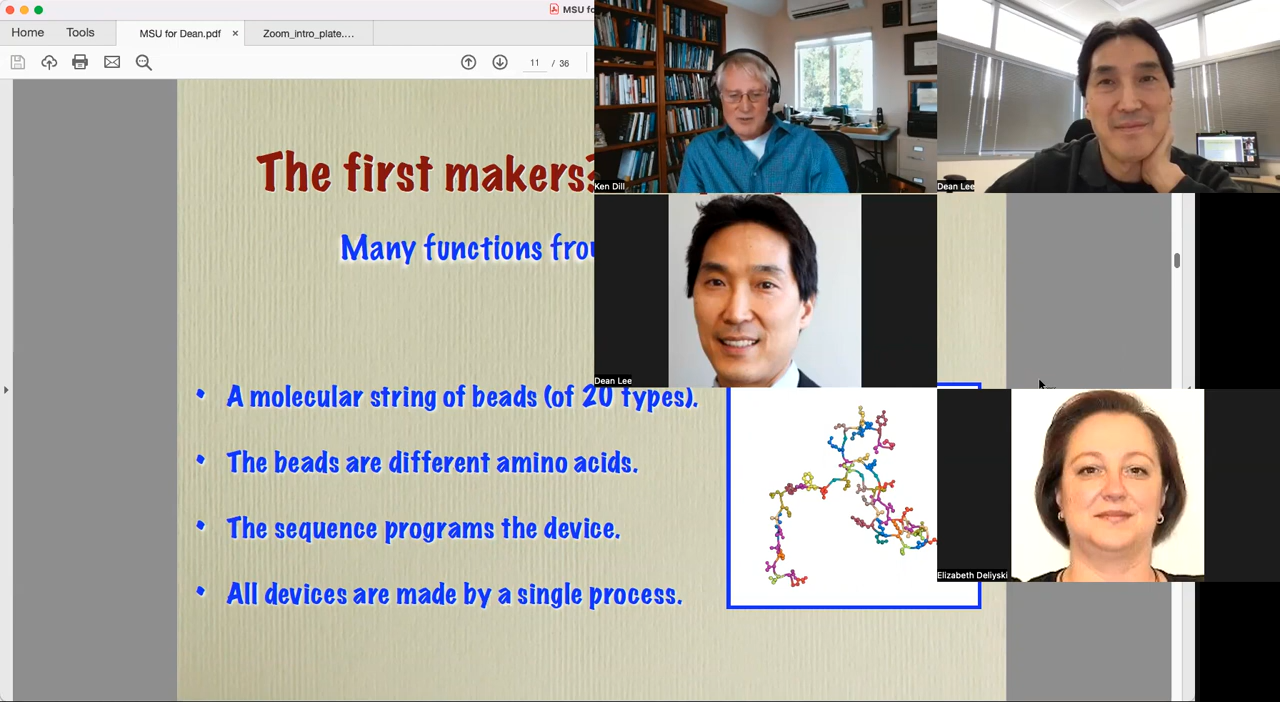 MSU fo
Home
Tools
MSU for Dean.pdf
×
Zoom_intro_plate....
11 / 36
The first makers?
Many functions fro
• A molecular string of beads (of 20 types).
• The beads are different amino acids.
• The sequence programs the device.
• All devices are made by a single process.
Ken Dill
Dean Lee
Dean Lee
Elizabeth Deliyski